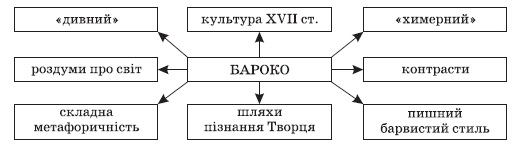 «дивний»
культура XVII ст.
«химерний»
роздуми про світ
БАРОКО
контрасти
складна
метафоричність
шляхи
пізнання Творця
пишний
барвистий стиль